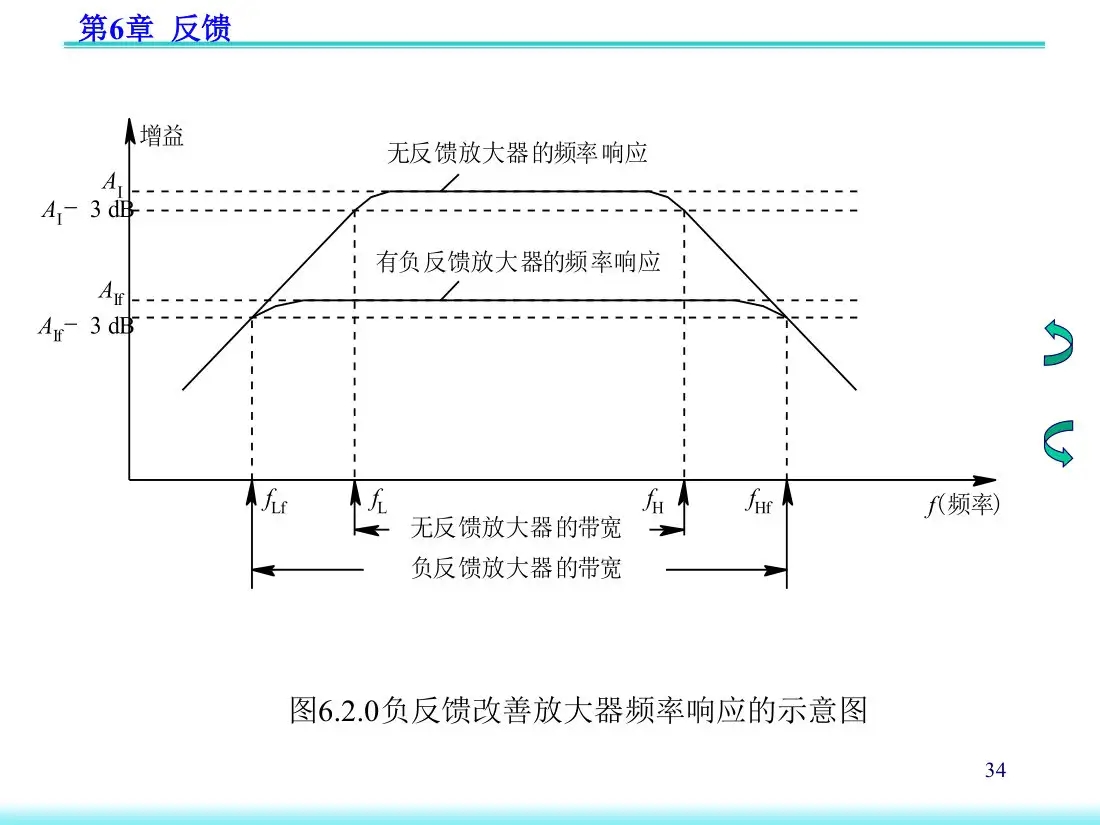 第6章 反馈
增益
无反馈放大器的频率响应
AI
AI− 3 dB
有负反馈放大器的频率响应
AIf
AIf− 3 dB
fLf
fL
fH
fHf
f(频率)
无反馈放大器的带宽
负反馈放大器的带宽
图6.2.0负反馈改善放大器频率响应的示意图
34